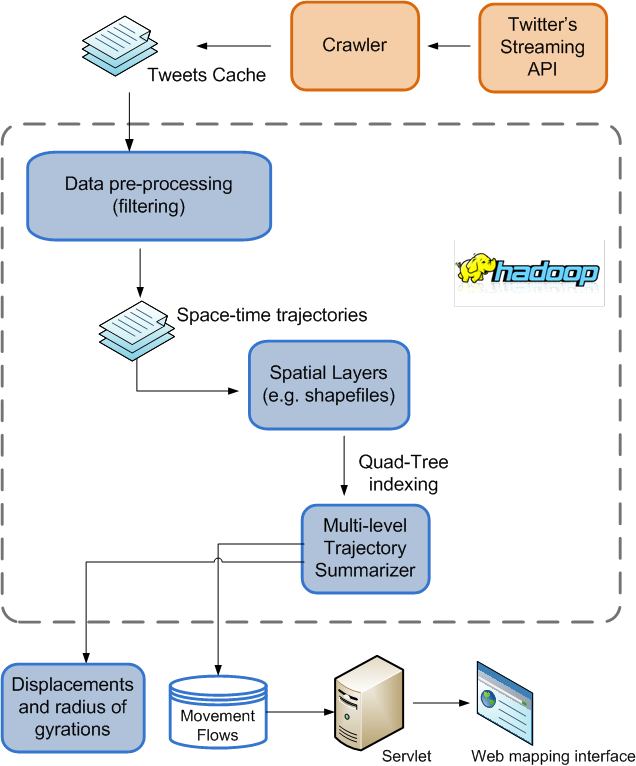 Twitter's
Streaming
API
Crawler
Tweets Cache
Data pre-processing
(filtering)
hadoop
Space-time trajectories
Spatial Layers
(e.g. shapefiles)
Quad-Tree
indexing
Multi-level
Trajectory
Summarizer
Displacements
and radius of
gyrations
Movement
Flows
Servlet
Web mapping interface